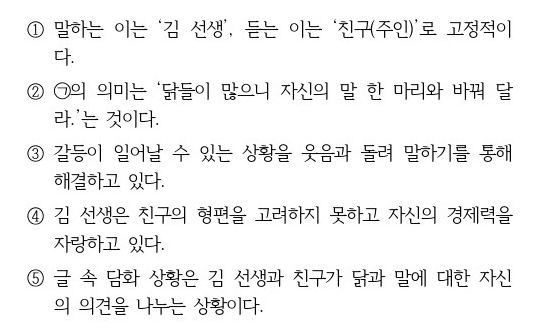 ① 말하는 이는 ‘김 선생’, 듣는 이는 ‘친구(주인)’로 고정적이
다.
② ㉠의 의미는 ‘닭들이 많으니 자신의 말 한 마리와 바꿔 달
라.’는 것이다.
③ 갈등이 일어날 수 있는 상황을 웃음과 돌려 말하기를 통해
해결하고 있다.
④ 김 선생은 친구의 형편을 고려하지 못하고 자신의 경제력을
자랑하고 있다.
⑤ 글 속 담화 상황은 김 선생과 친구가 닭과 말에 대한 자신
의 의견을 나누는 상황이다.